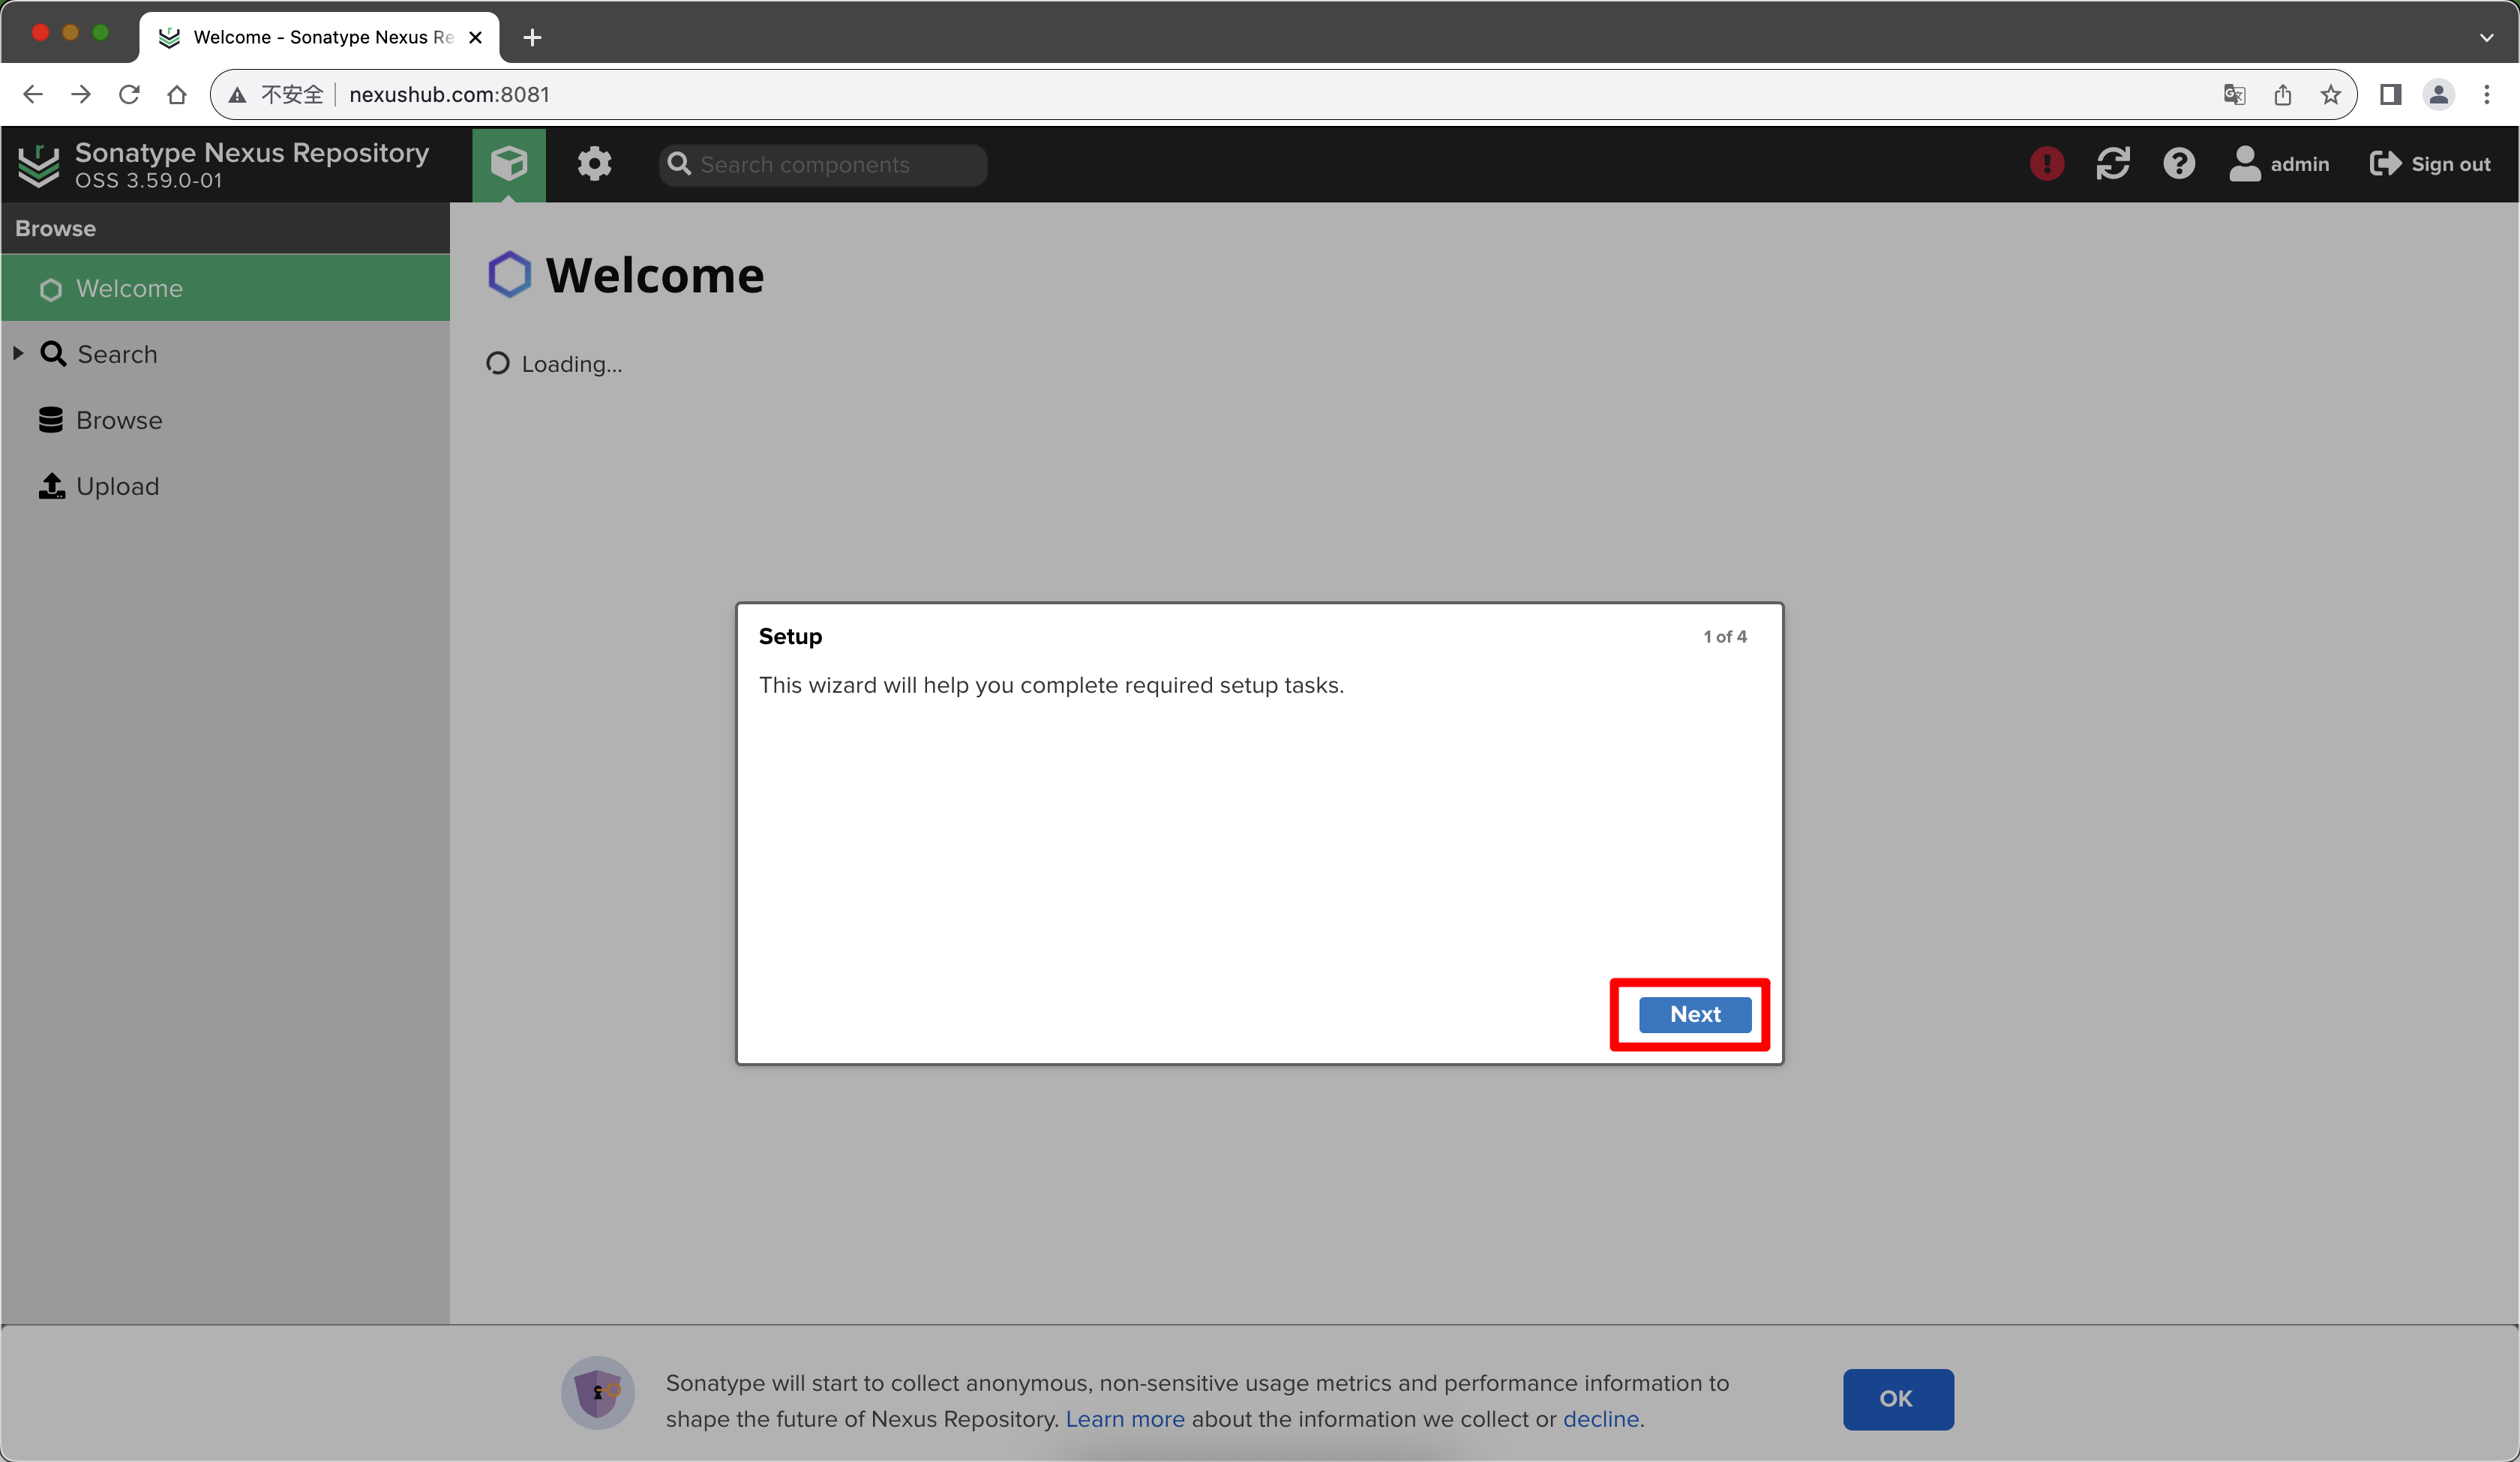 Welcome - Sonatype Nexus Re
不安全 nexushub.com:8081
Sonatype Nexus Repository
OSS 3.59.0-01
Search components
admin
Sign out
Browse
Welcome
Search
Browse
Upload
Welcome
Loading...
Setup
1 of 4
This wizard will help you complete required setup tasks.
Next
Sonatype will start to collect anonymous, non-sensitive usage metrics and performance information to
shape the future of Nexus Repository. Learn more about the information we collect or decline.
OK